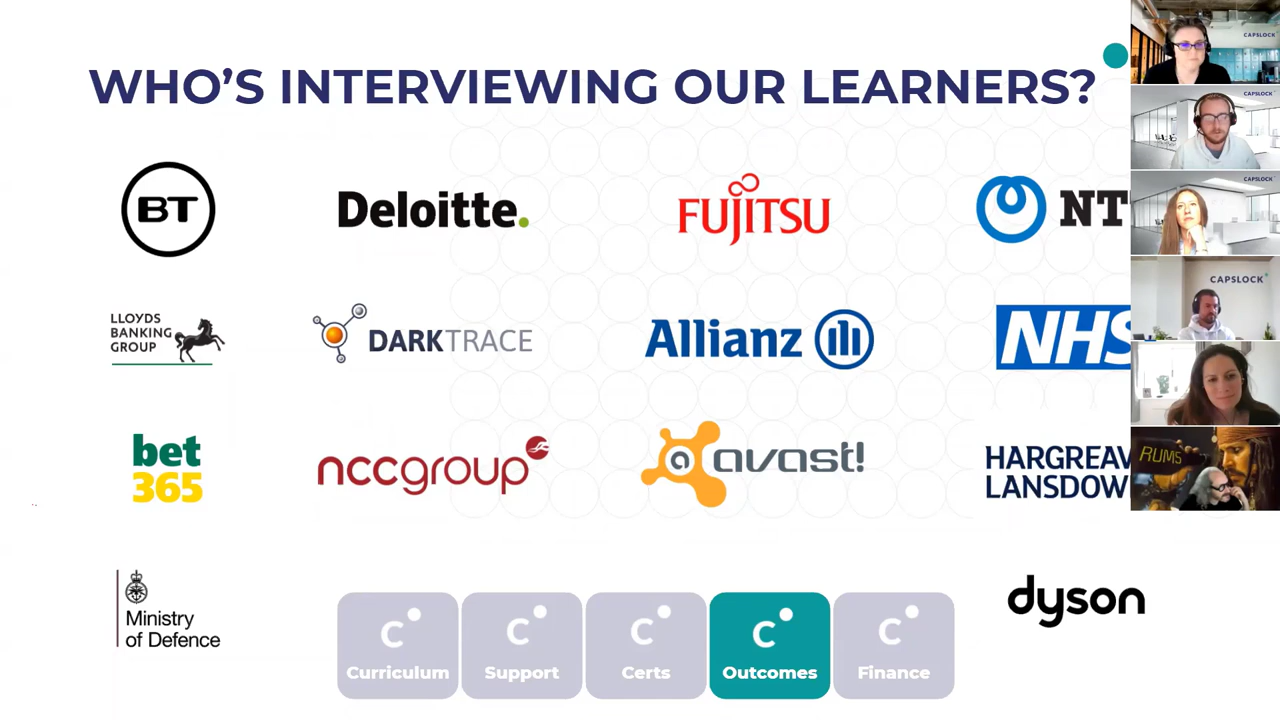 WHO'S INTERVIEWING OUR LEARNERS?
CAPSLOCK
CAPSLOCK
CAPSLOCK
CAPSLOCK
RUMS
BT
Deloitte.
FUJITSU
NT
LLOYDS
BANKING
GROUP
DARKTRACE
Allianz
NHS
bet
365
nccgroup
avast!
HARGREAV
LANSDOW
Ministry
of Defence
dyson
Curriculum
Support
Certs
Outcomes
Finance